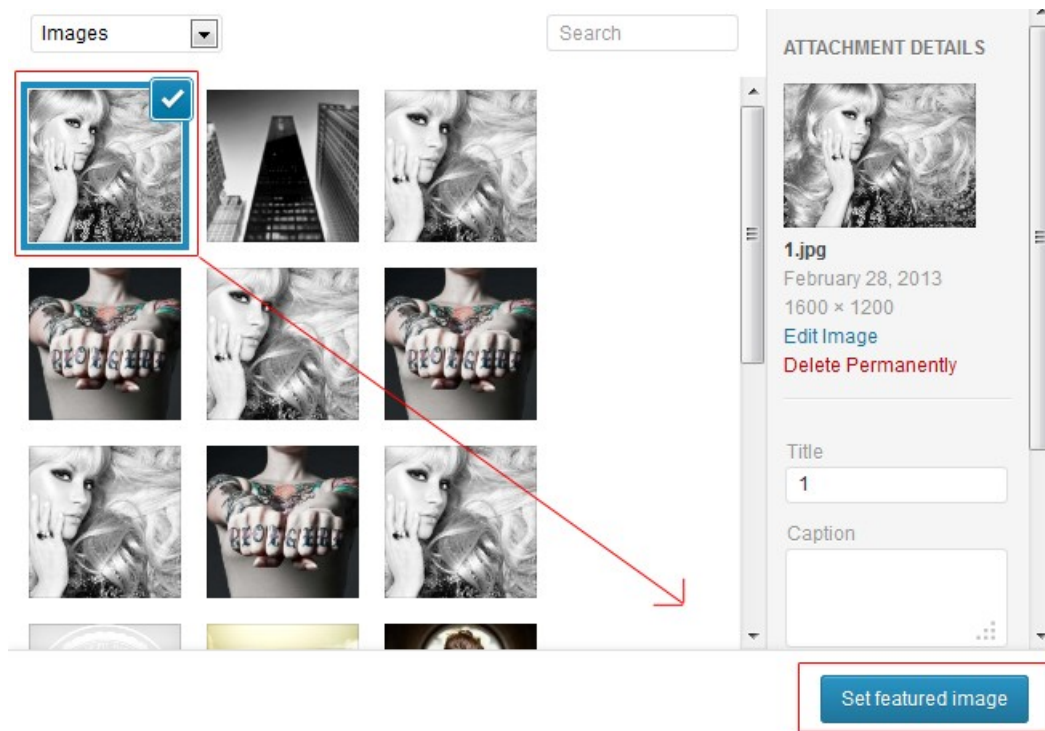 Images
Search
ATTACHMENT DETAILS
1.jpg
February 28, 2013
1600 × 1200
Edit Image
Delete Permanently
Title
1
Caption
Set featured image